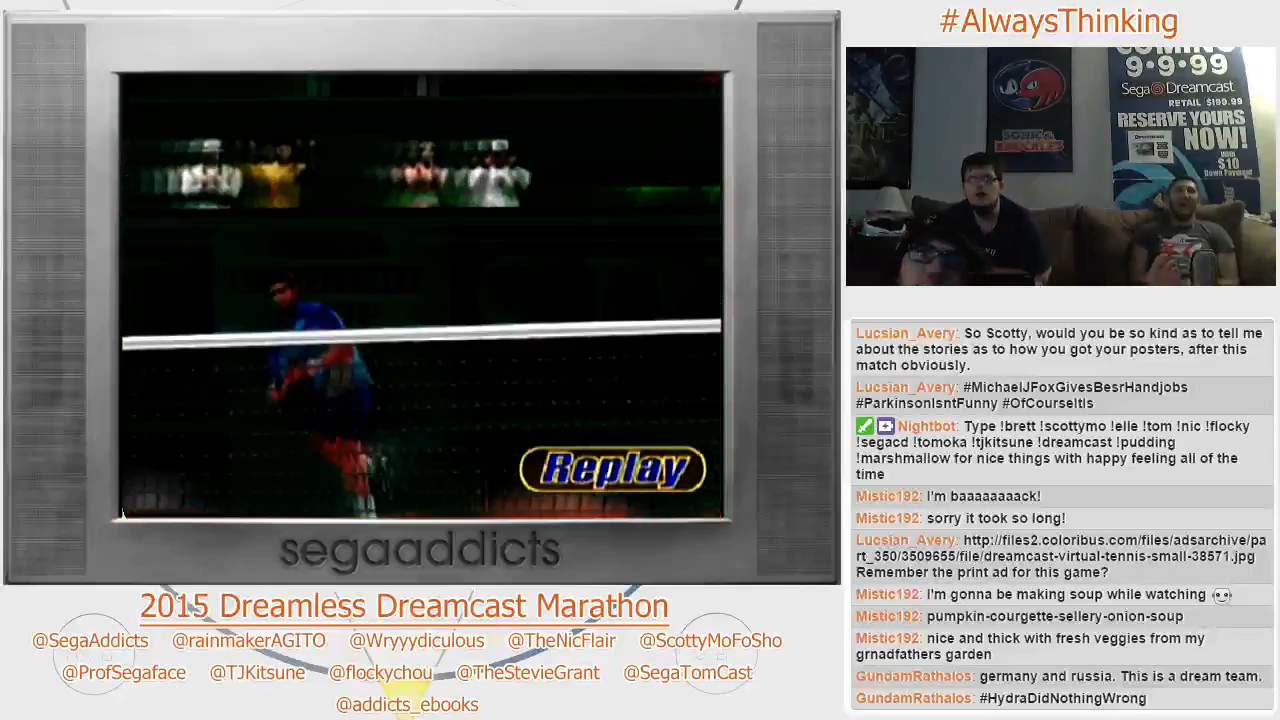 #AlwaysThinking
COMING
9·9·99
Sega Dreamcast
RETAIL $199.99
RESERVE YOURS
NOW!
With
$10
Down Payment
SONIC &
KNUCKLES
Replay
segaaddicts
2015 Dreamless Dreamcast Marathon
@SegaAddicts @rainmakerAGITO @Wryyydiculous @TheNicFlair @ScottyMoFoSho
@ProfSegaface @TJKitsune @flockychou @TheStevieGrant @SegaTomCast
@addicts_ebooks
Lucsian_Avery: So Scotty, would you be so kind as to tell me
about the stories as to how you got your posters, after this
match obviously.
Lucsian_Avery: #MichaelJFoxGivesBesrHandjobs
#ParkinsonIsntFunny #OfCourseItIs
Nightbot: Type !brett !scottymo !elle !tom !nic !flocky
!segacd !tomoka !tjkitsune !dreamcast !pudding
!marshmallow for nice things with happy feeling all of the
time
Mistic192: I'm baaaaaaaack!
Mistic192: sorry it took so long!
Lucsian_Avery: http://files2.coloribus.com/files/adsarchive/pa
rt_350/3509655/file/dreamcast-virtual-tennis-small-38571.jpg
Remember the print ad for this game?
Mistic192: I'm gonna be making soup while watching
Mistic192: pumpkin-courgette-sellery-onion-soup
Mistic192: nice and thick with fresh veggies from my
grnadfathers garden
GundamRathalos: germany and russia. This is a dream team.
GundamRathalos: #HydraDidNothingWrong